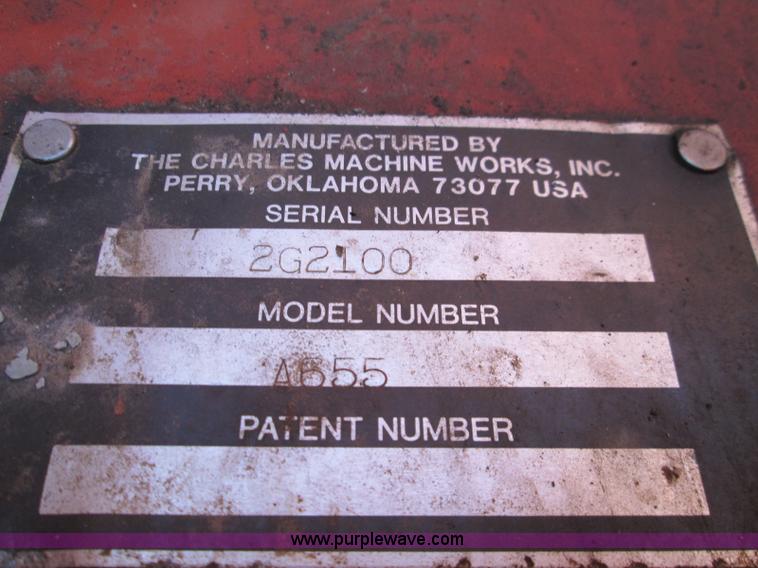 MANUFACTURED BY
THE CHARLES MACHINE WORKS, INC.
PERRY, OKLAHOMA 73077 USA
SERIAL NUMBER
2G2100
MODEL NUMBER
A655
PATENT NUMBER
www.purplewave.com